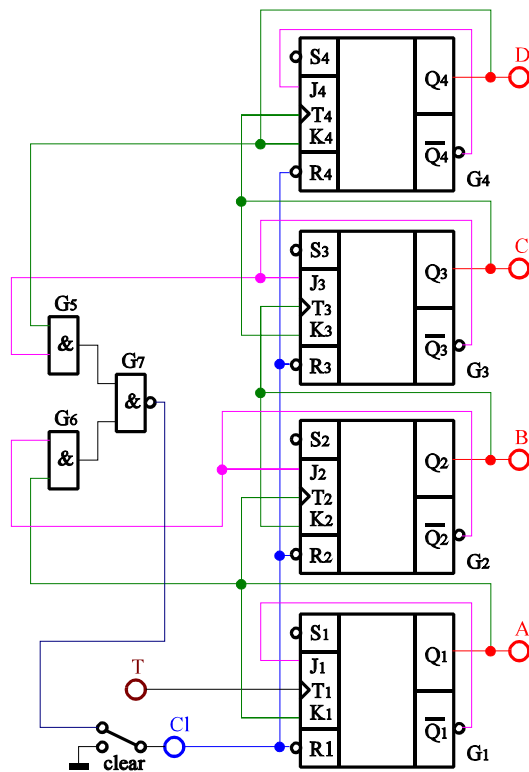 D
S4
Q4
J4
T4
K4
Q4
R4
G4
S3
C
Q3
J3
T3
K3
Q3
R3
G3
G5
&
G7
&
G6
&
S2
B
Q2
J2
T2
K2
Q2
R2
G2
S1
A
Q1
J1
T
T1
K1
Q1
Cl
R1
G1
clear